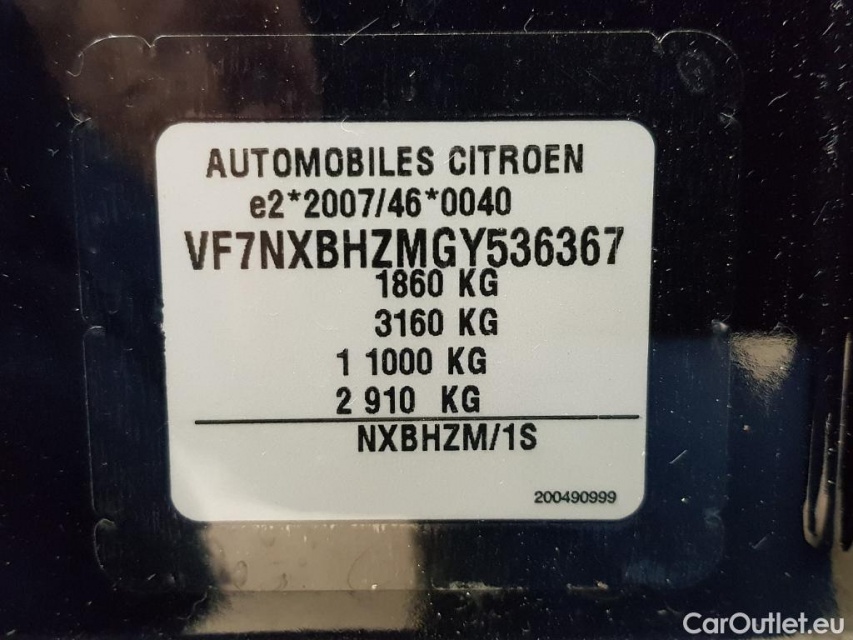 AUTOMOBILES CITROEN
e2*2007/46*0040
VF7NXBHZMGY536367
1860 KG
3160 KG
1 1000 KG
2 910 KG
NXBHZM/1S
200490999
CarOutlet.eu